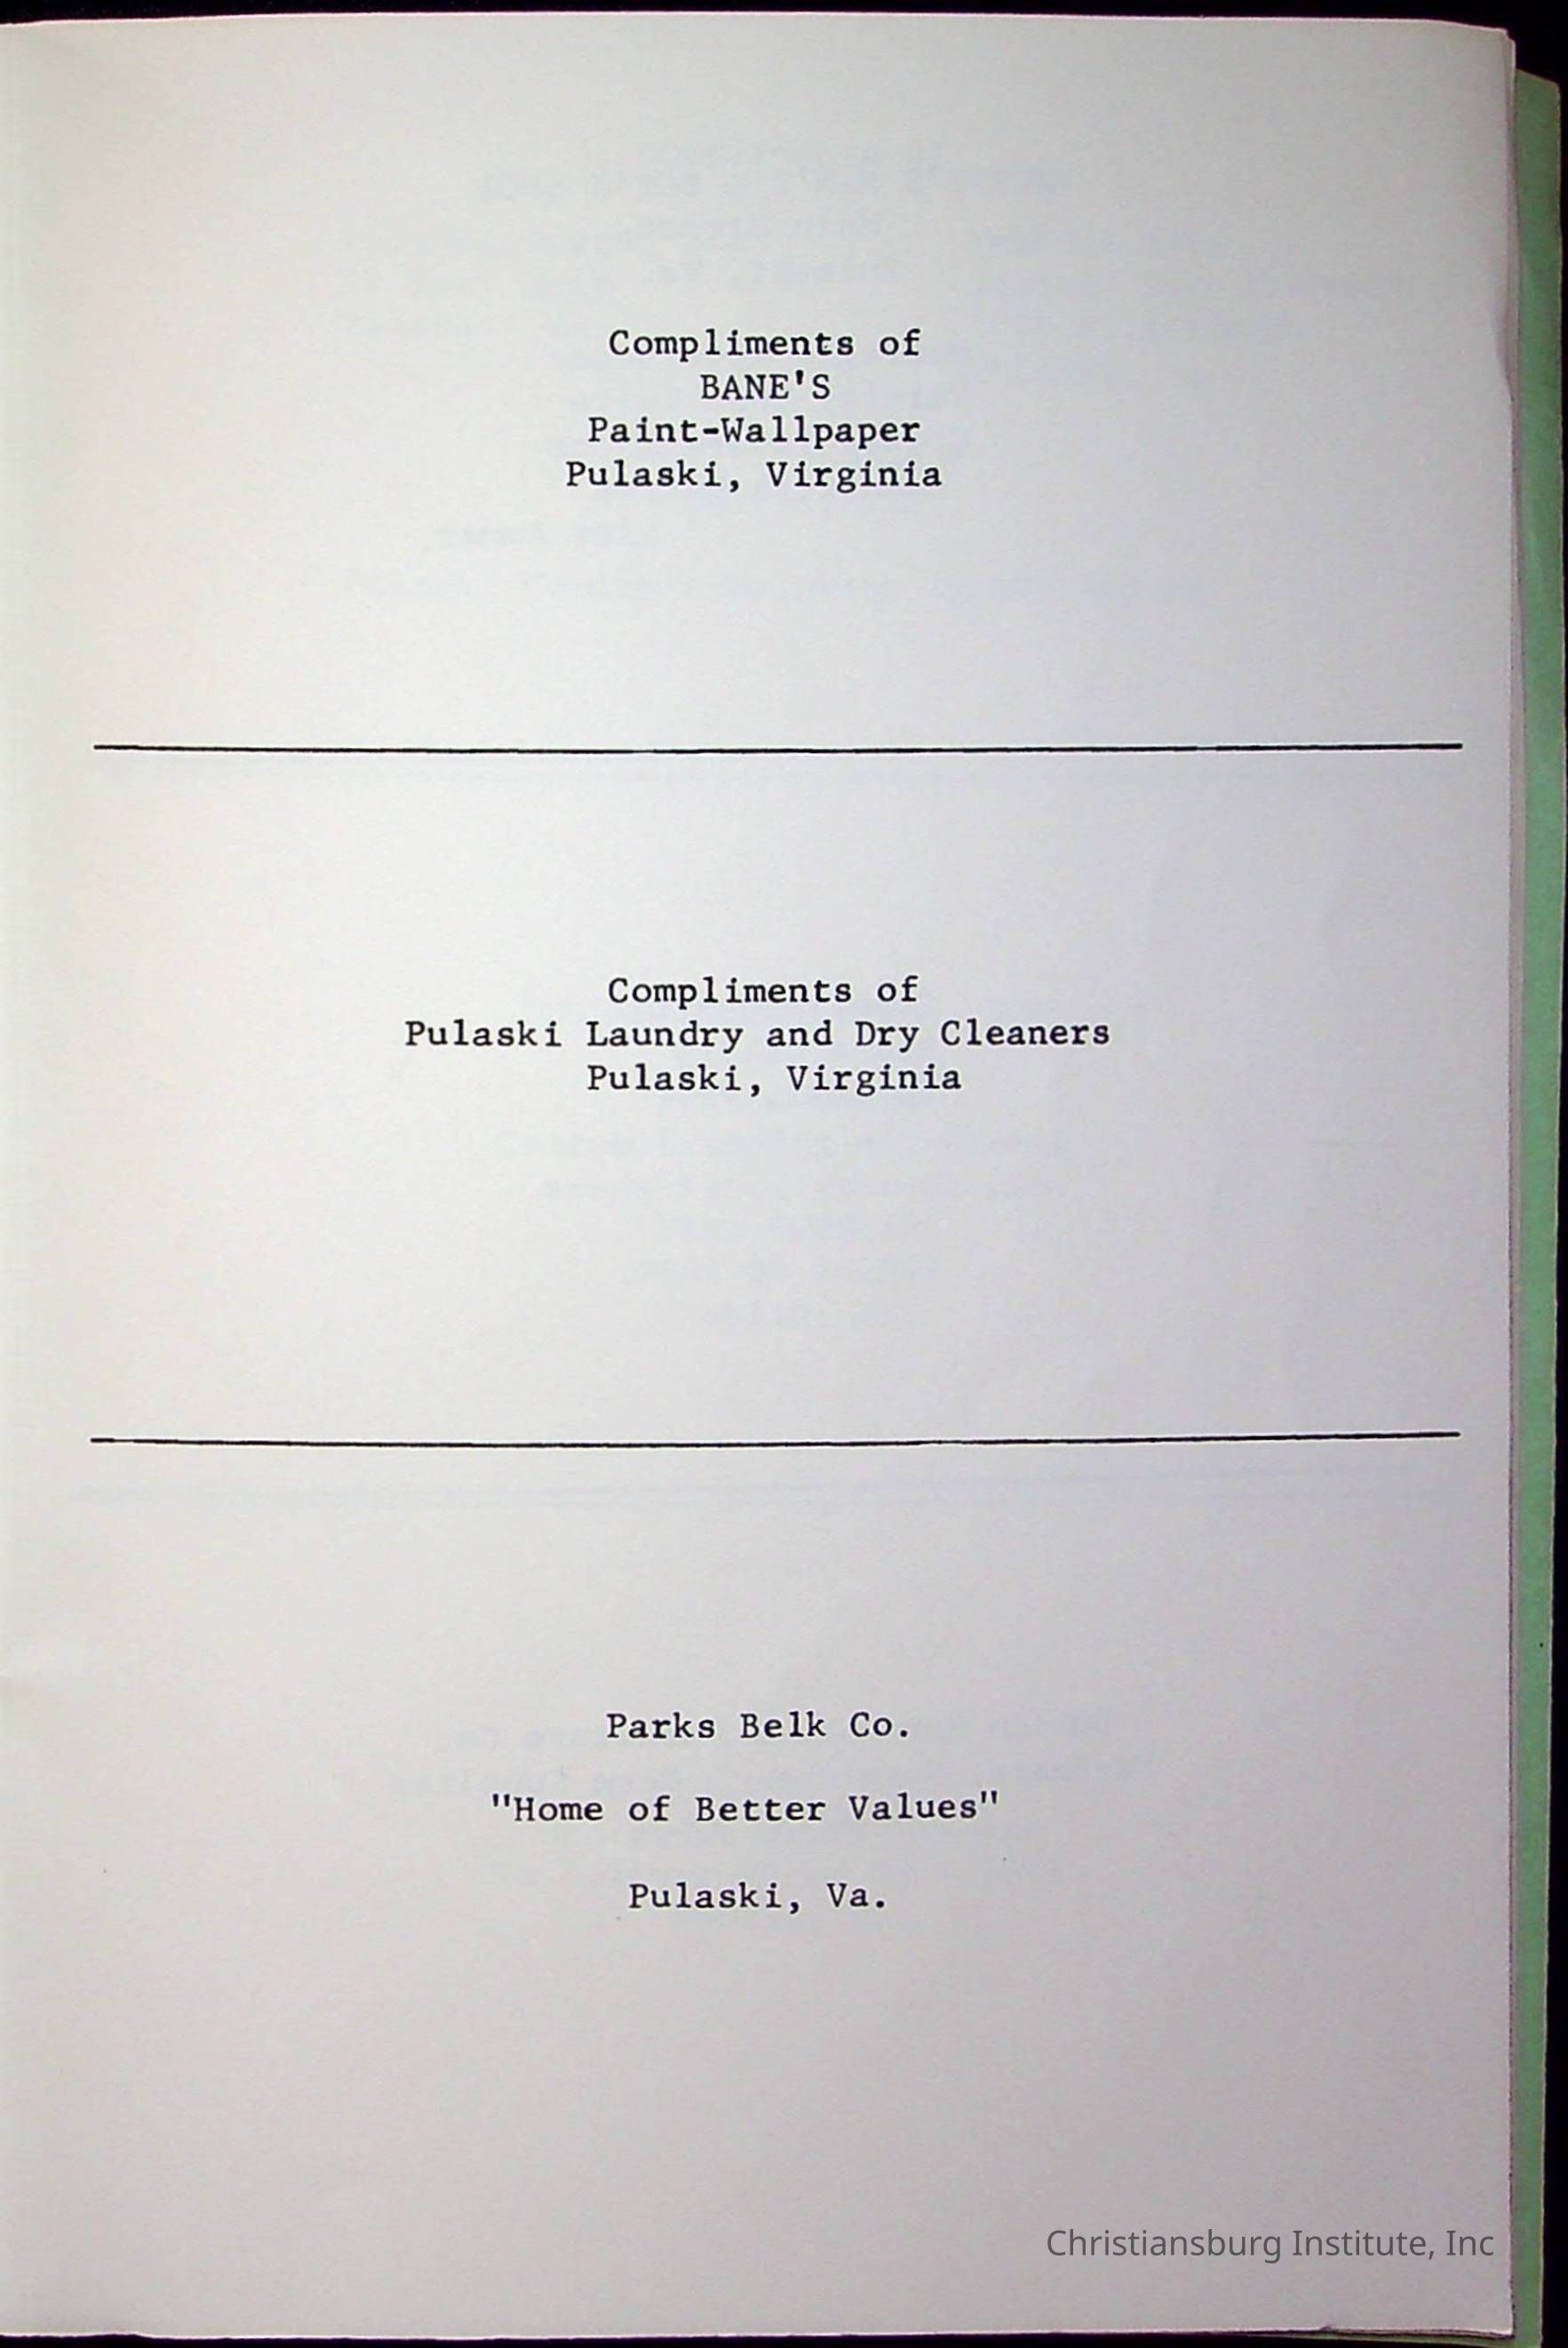 Compliments of
BANE'S
Paint-Wallpaper
Pulaski, Virginia
Compliments of
Pulaski Laundry and Dry Cleaners
Pulaski, Virginia
Parks Belk Co.
"Home of Better Values"
Pulaski, Va.
Christiansburg Institute, Inc